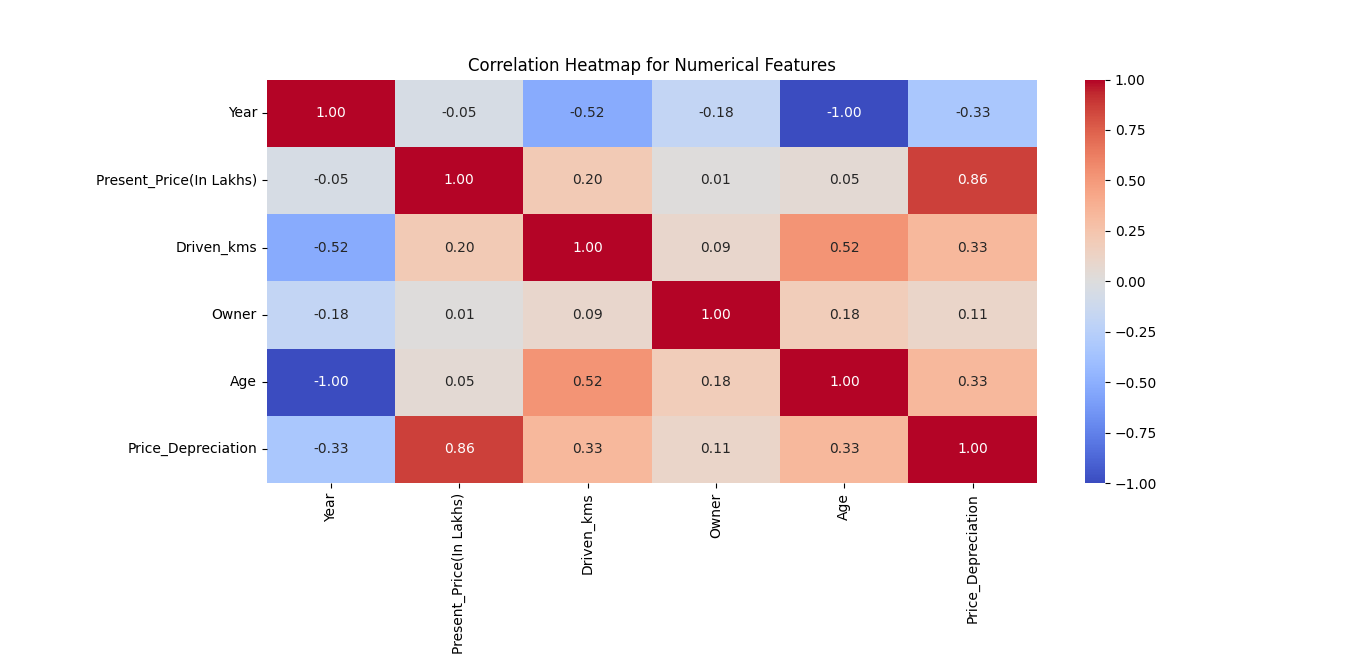 Correlation Heatmap for Numerical Features
Year 1.00 -0.05 -0.52 -0.18 -1.00 -0.33
Present_Price(In Lakhs) -0.05 1.00 0.20 0.01 0.05 0.86
Driven_kms -0.52 0.20 1.00 0.09 0.52 0.33
Owner -0.18 0.01 0.09 1.00 0.18 0.11
Age -1.00 0.05 0.52 0.18 1.00 0.33
Price_Depreciation -0.33 0.86 0.33 0.11 0.33 1.00
Year
Present_Price(In Lakhs)
Driven_kms
Owner
Age
Price_Depreciation
1.00
0.75
0.50
0.25
0.00
−0.25
−0.50
−0.75
−1.00